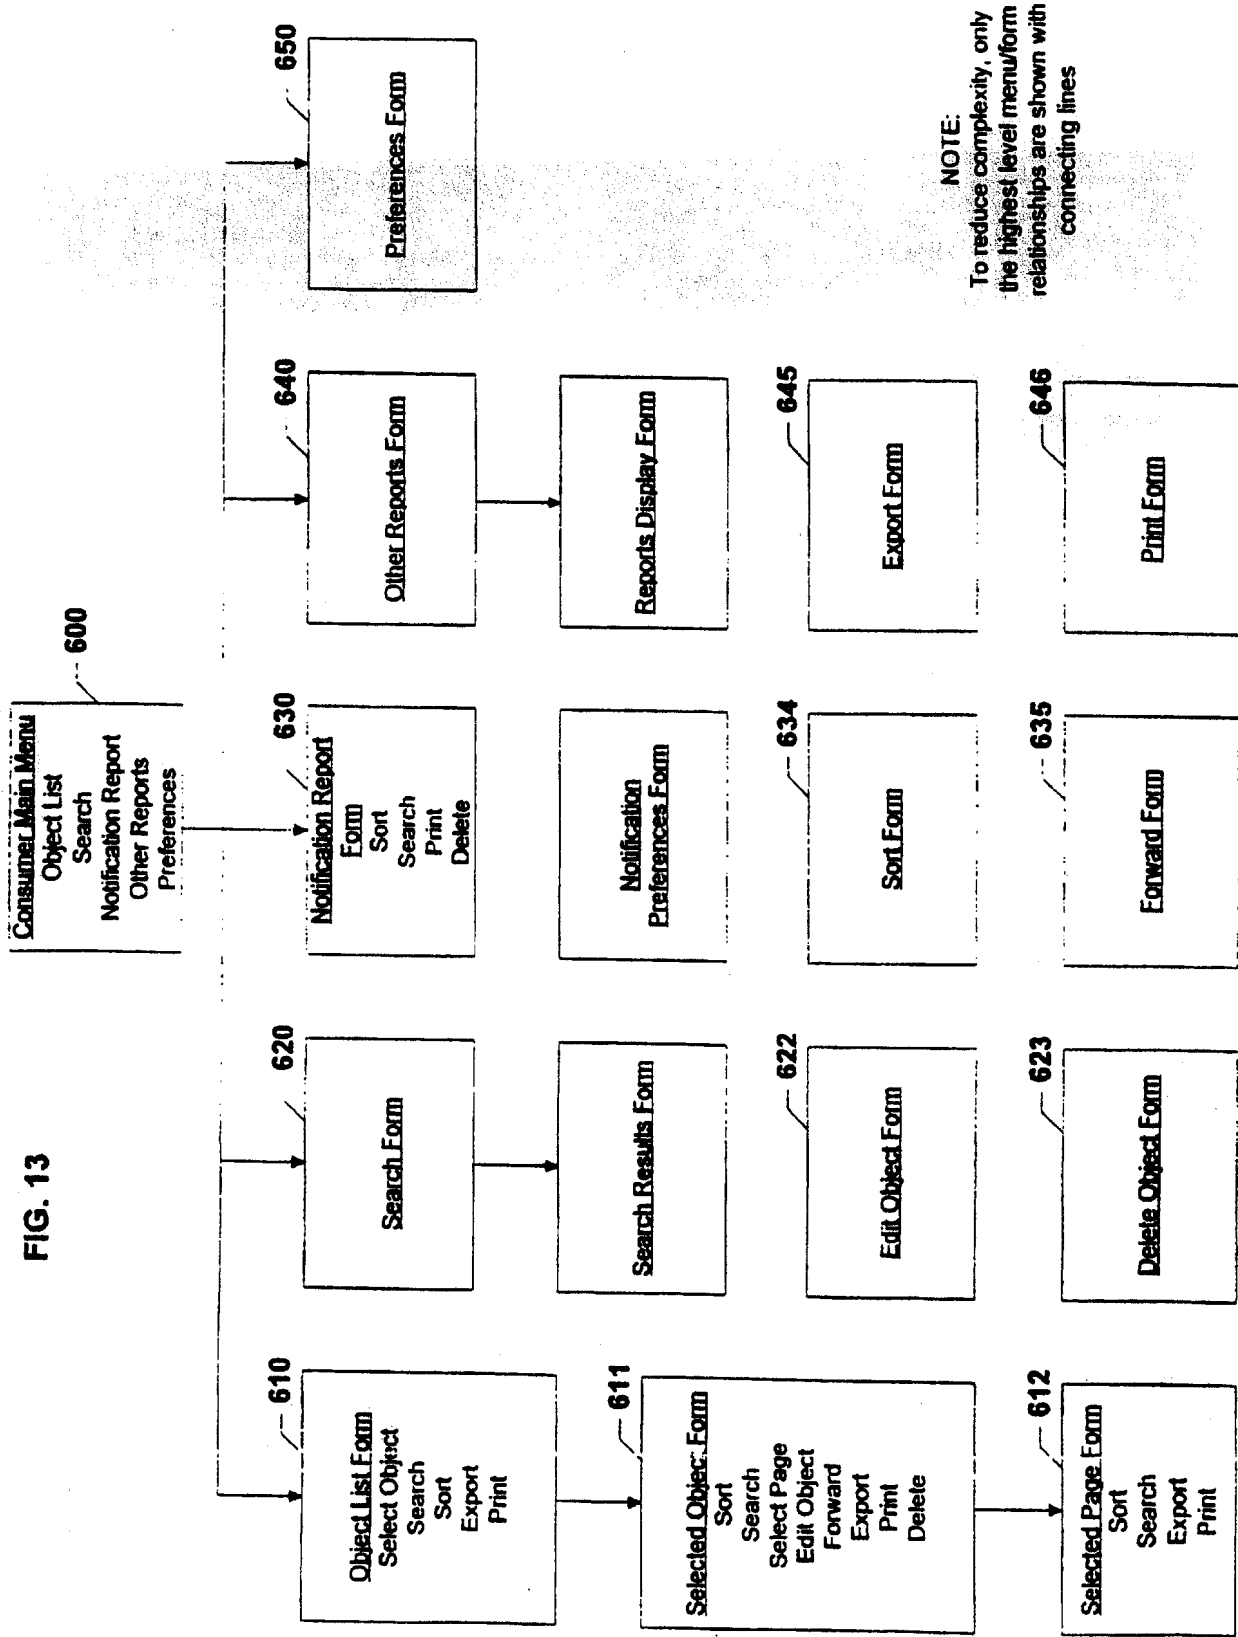 FIG. 13
Consumer Main Menu
Object List
Search
Notification Report
Other Reports
Preferences
600
610
Object List Form
Select Object
Search
Sort
Export
Print
620
Search Form
630
Notification Report
Form
Sort
Search
Print
Delete
640
Other Reports Form
650
Preferences Form
611
Selected Object Form
Sort
Search
Select Page
Edit Object
Forward
Export
Print
Delete
Search Results Form
Notification
Preferences Form
Reports Display Form
622
Edit Object Form
634
Sort Form
645
Export Form
612
Selected Page Form
Sort
Search
Export
Print
623
Delete Object Form
635
Forward Form
646
Print Form
NOTE:
To reduce complexity, only
the highest level menu/form
relationships are shown with
connecting lines